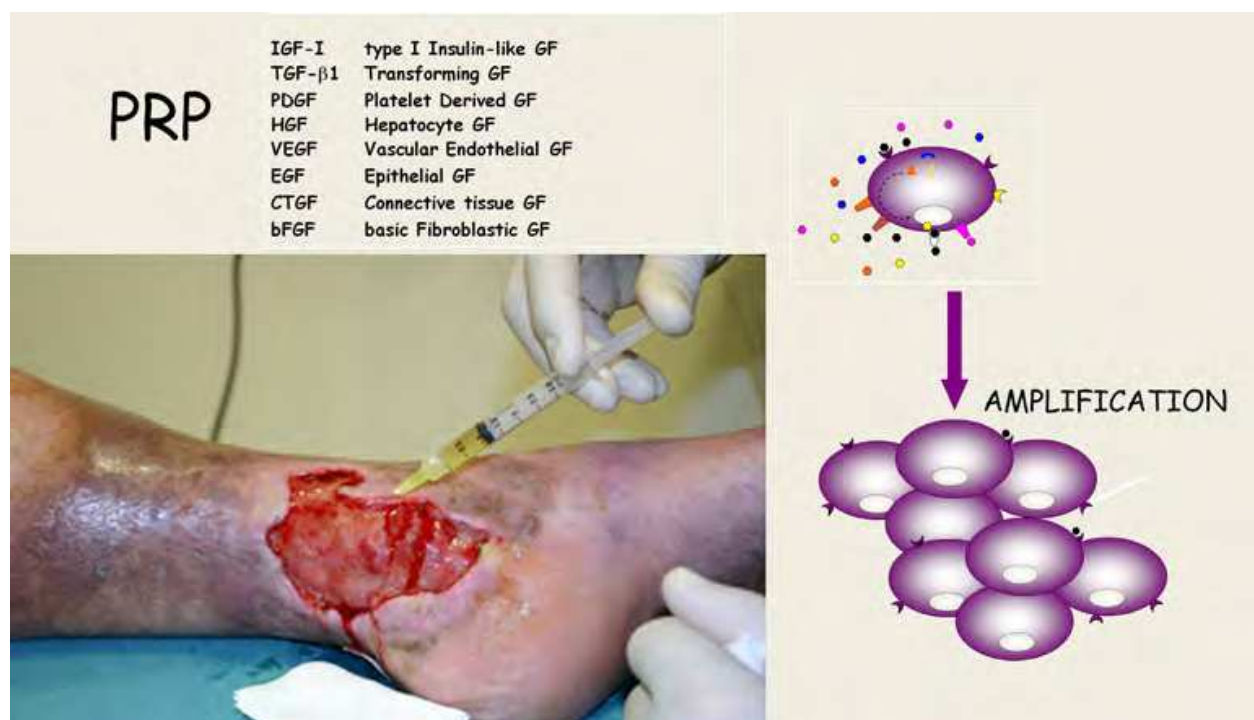 PRP
IGF-I type I Insulin-like GF
TGF-β1 Transforming GF
PDGF Platelet Derived GF
HGF Hepatocyte GF
VEGF Vascular Endothelial GF
EGF Epithelial GF
CTGF Connective tissue GF
bFGF basic Fibroblastic GF
AMPLIFICATION